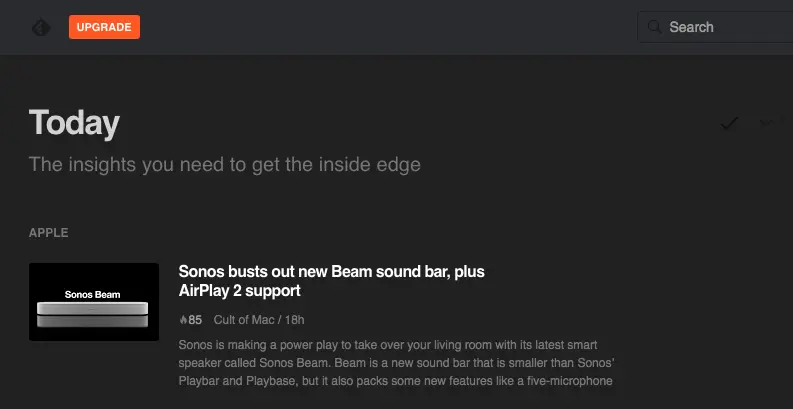 UPGRADE
Search
Today
The insights you need to get the inside edge
APPLE
Sonos Beam
Sonos busts out new Beam sound bar, plus
AirPlay 2 support
85 Cult of Mac / 18h
Sonos is making a power play to take over your living room with its latest smart
speaker called Sonos Beam. Beam is a new sound bar that is smaller than Sonos'
Playbar and Playbase, but it also packs some new features like a five-microphone